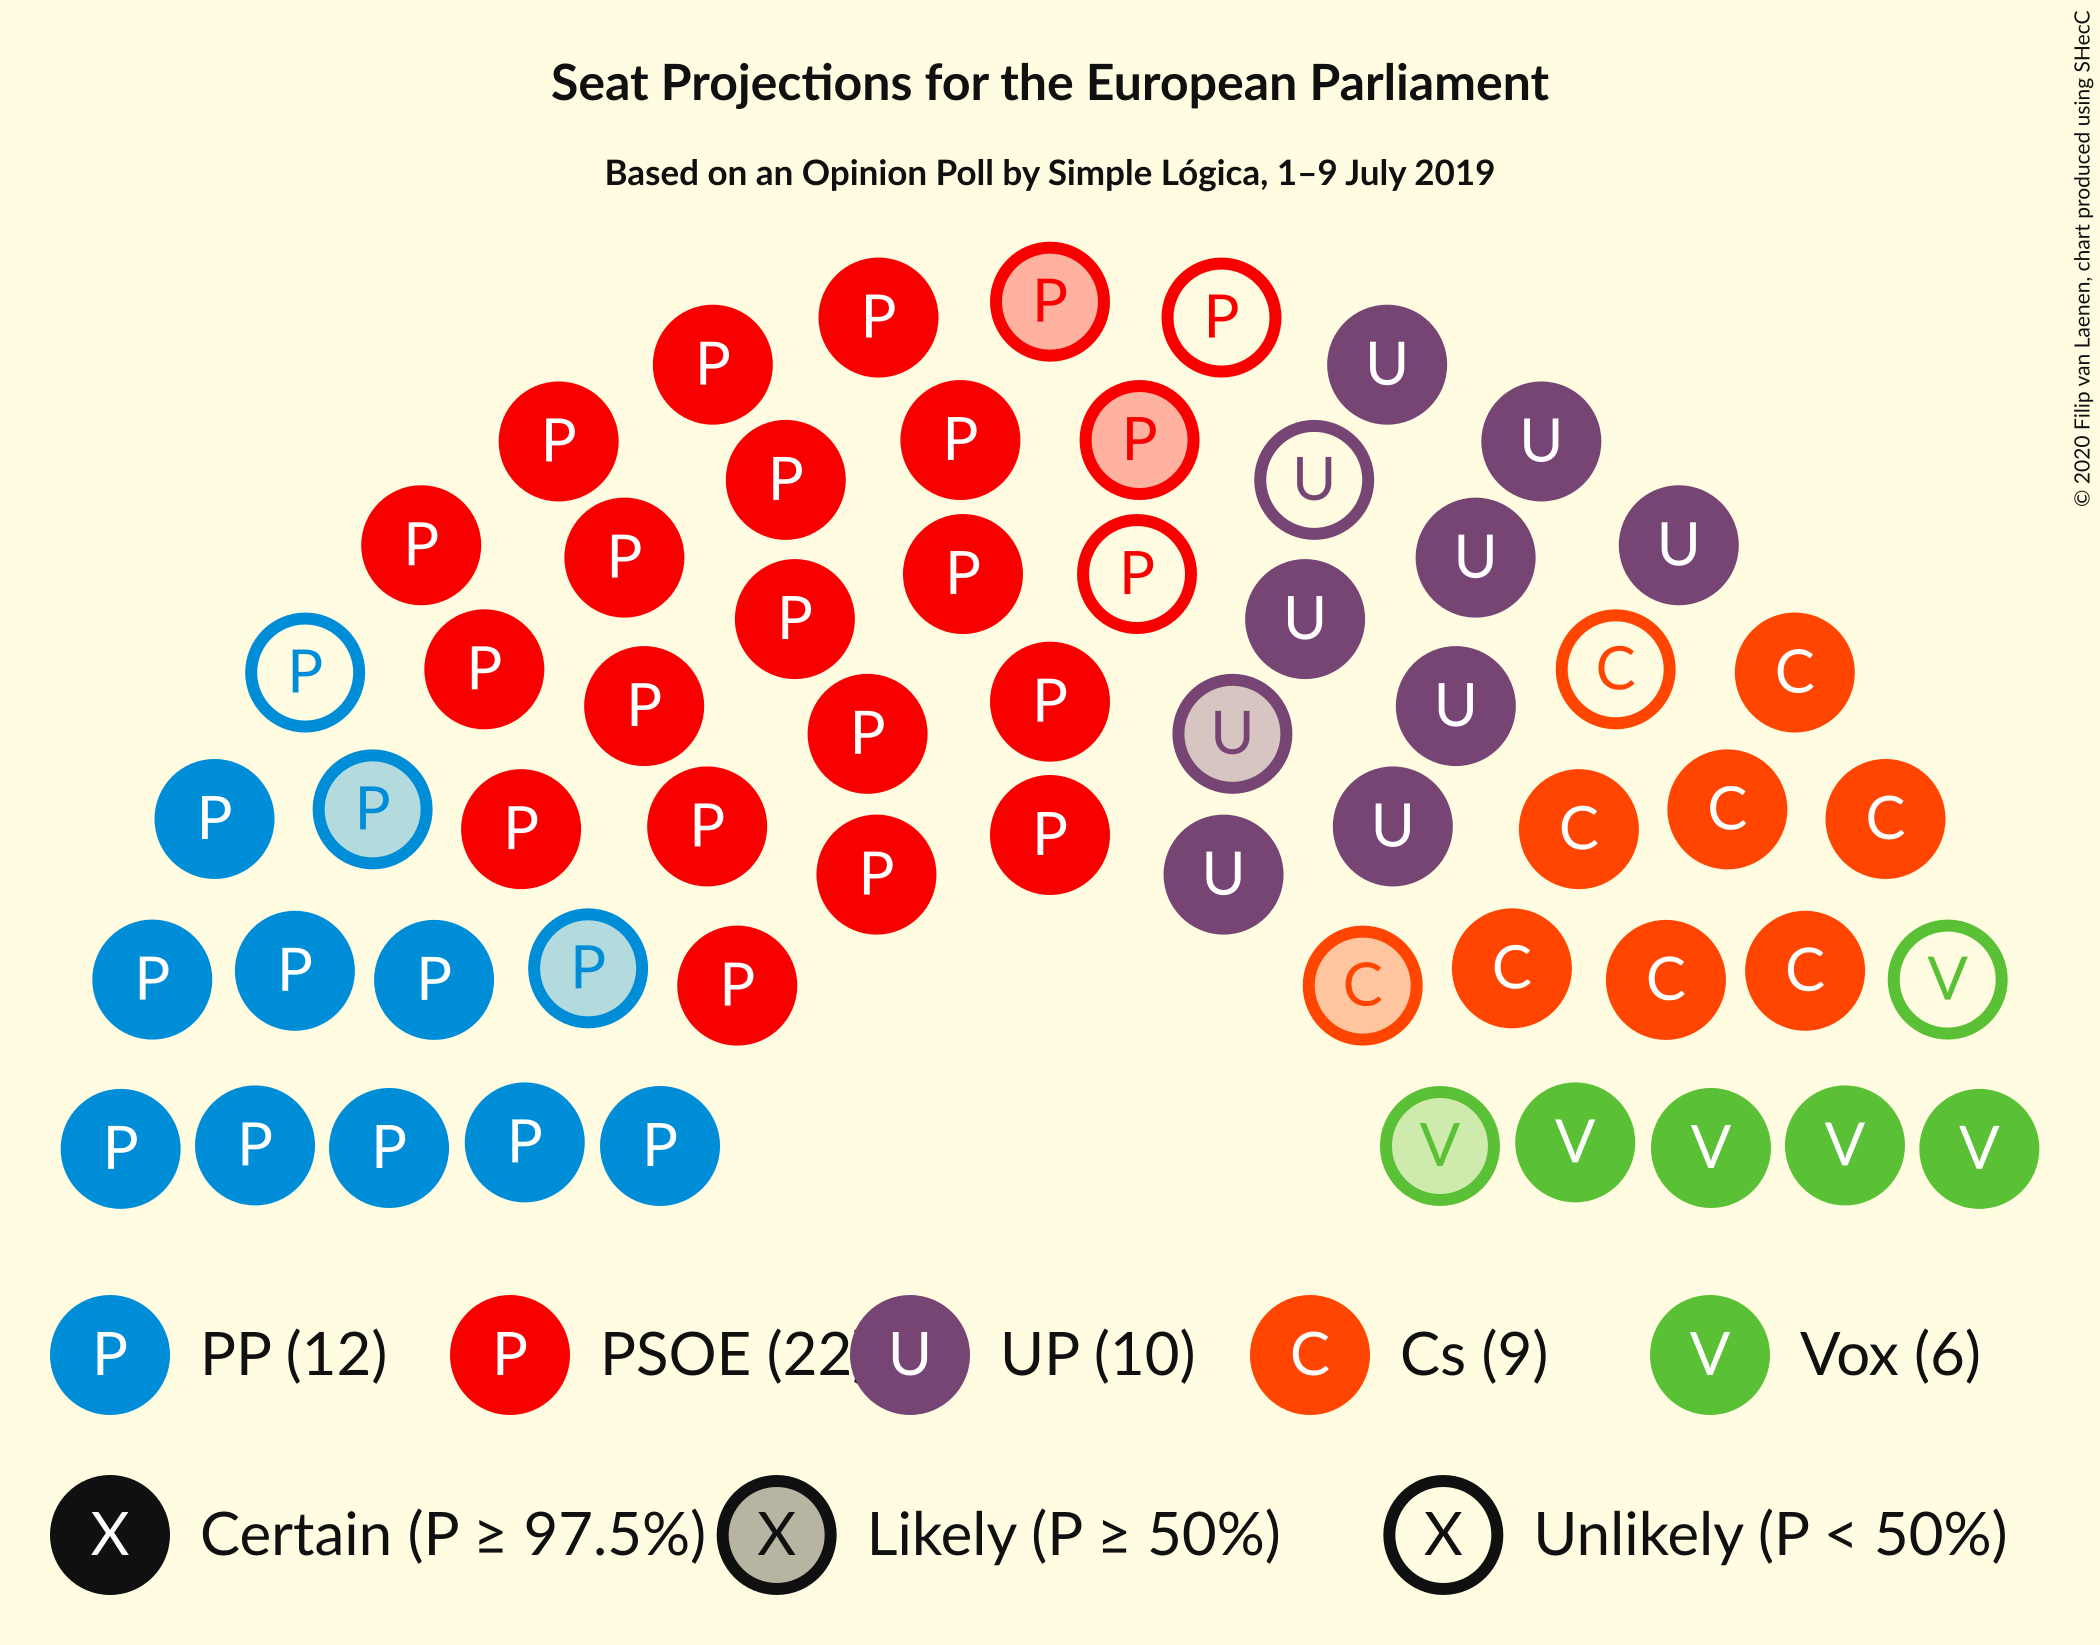 Seat Projections for the European Parliament
Based on an Opinion Poll by Simple Lógica, 1–9 July 2019
© 2020 Filip van Laenen, chart produced using SHecC
P P P
P P U
P P P U U
P P U
P P P P U U
P P P U C C
P P U
P P P P U C C C
P P P P P P U C C C C V
P P P P P V V V V V
P PP (12) P PSOE (22) U UP (10) C Cs (9) V Vox (6)
X Certain (P ≥ 97.5%) X Likely (P ≥ 50%) X Unlikely (P < 50%)